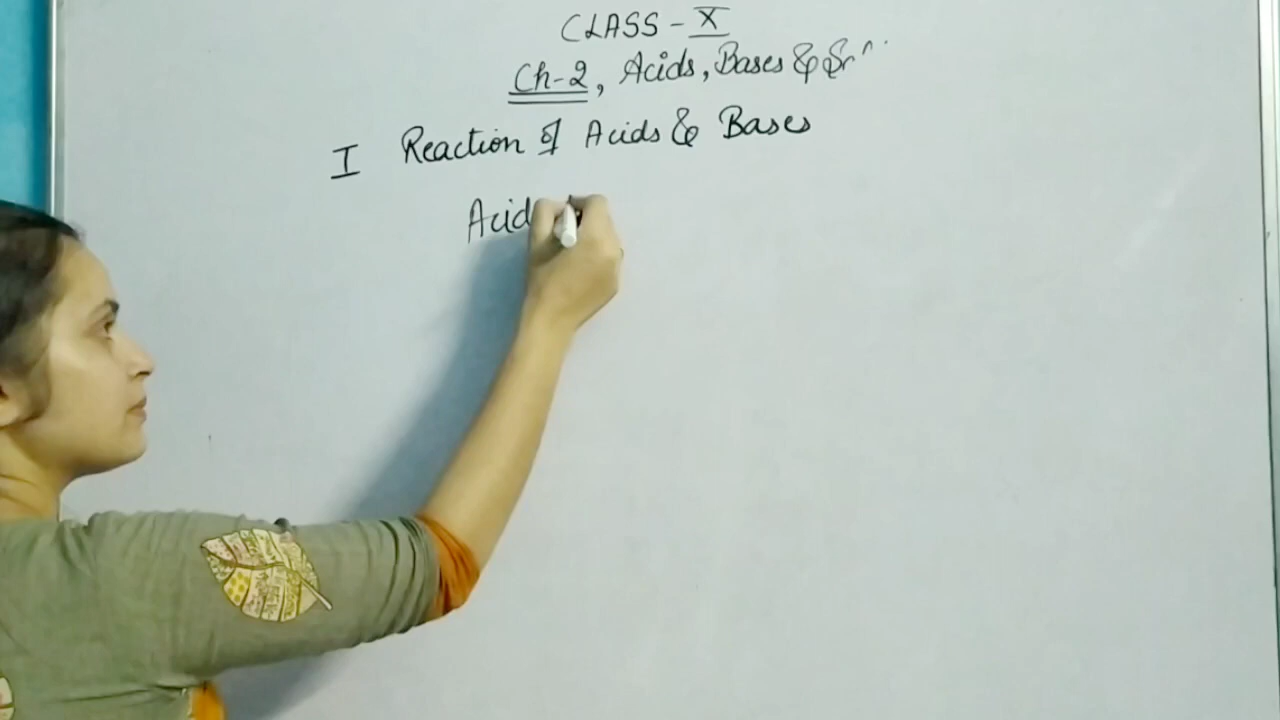 CLASS - X
Ch-2, Acids, Bases &
I Reaction of Acids & Bases
Acid